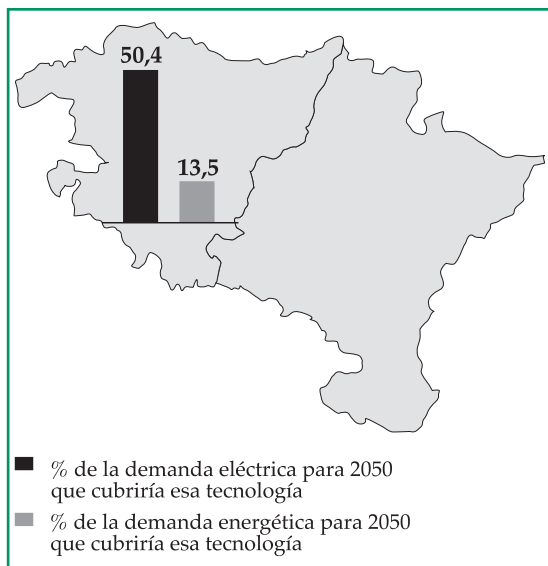 50,4
13,5
% de la demanda eléctrica para 2050
que cubriría esa tecnología
% de la demanda energética para 2050
que cubriría esa tecnología